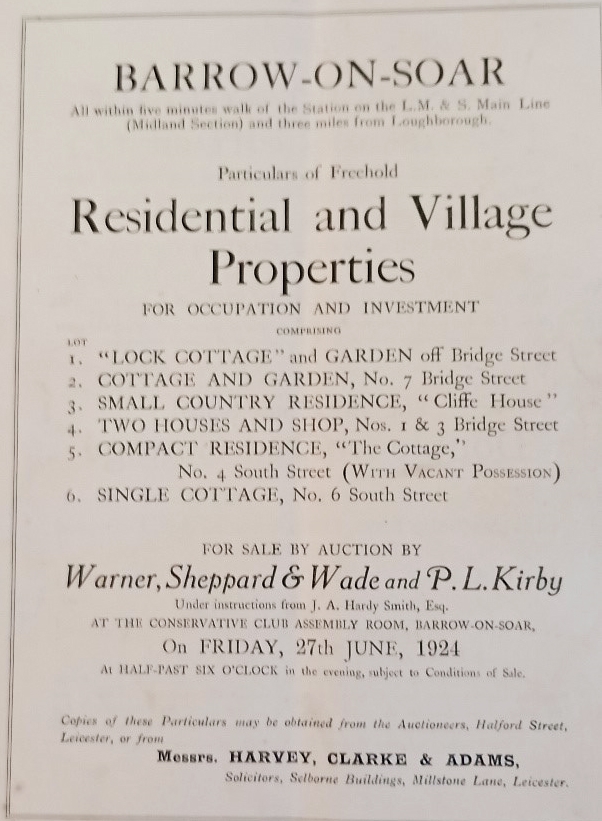 BARROW-ON-SOAR
All within five minutes walk of the Station on the L.M. & S. Main Line
(Midland Section) and three miles from Loughborough.
Particulars of Freehold
Residential and Village
Properties
FOR OCCUPATION AND INVESTMENT
COMPRISING
LOT
1. "LOCK COTTAGE" and GARDEN off Bridge Street
2. COTTAGE AND GARDEN, No. 7 Bridge Street
3. SMALL COUNTRY RESIDENCE, "Cliffe House"
4. TWO HOUSES AND SHOP, Nos. 1 & 3 Bridge Street
5. COMPACT RESIDENCE, "The Cottage,"
No. 4 South Street (WITH VACANT POSSESSION)
6. SINGLE COTTAGE, No. 6 South Street
FOR SALE BY AUCTION BY
Warner, Sheppard & Wade and P. L. Kirby
Under instructions from J. A. Hardy Smith, Esq.
AT THE CONSERVATIVE CLUB ASSEMBLY ROOM, BARROW-ON-SOAR,
On FRIDAY, 27th JUNE, 1924
At HALF-PAST SIX O'CLOCK in the evening, subject to Conditions of Sale.
Copies of these Particulars may be obtained from the Auctioneers, Halford Street,
Leicester, or from
Messrs. HARVEY, CLARKE & ADAMS,
Solicitors, Selborne Buildings, Millstone Lane, Leicester.